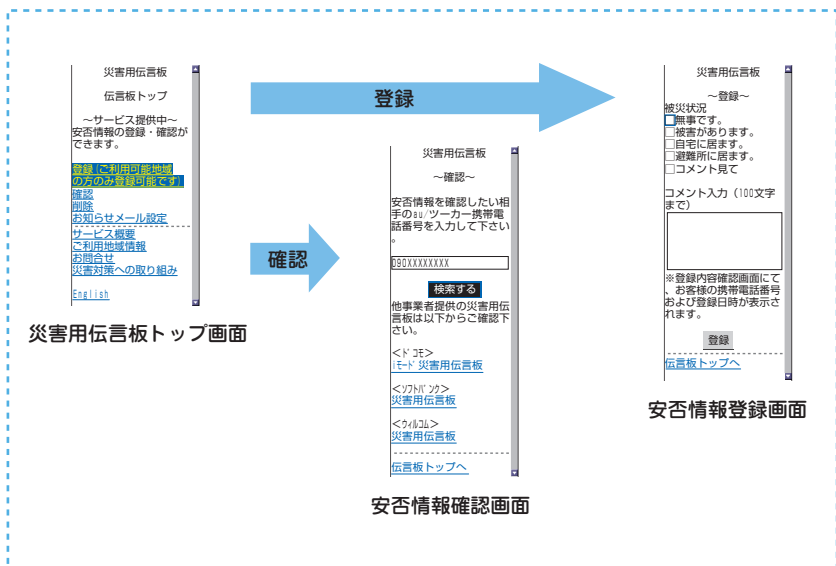 災害用伝言板
伝言板トップ
～サービス提供中～
安否情報の登録・確認が
できます。
登録[ご利用可能地域
の方のみ登録可能です]
確認
削除
お知らせメール設定
サービス概要
ご利用地域情報
お問合せ
災害対策への取り組み
English
災害用伝言板トップ画面
登録
確認
災害用伝言板
～確認～
安否情報を確認したい相
手のau/ツーカー携帯電
話番号を入力して下さい
。
090XXXXXXXX
検索する
他事業者提供の災害用伝
言板は以下からご確認下
さい。
＜ﾄﾞｺﾓ＞
iﾓｰﾄﾞ災害用伝言板
＜ｿﾌﾄﾊﾞﾝｸ＞
災害用伝言板
＜ｳｨﾙｺﾑ＞
災害用伝言板
伝言板トップへ
安否情報確認画面
災害用伝言板
～登録～
被災状況
無事です。
被害があります。
自宅に居ます。
避難所に居ます。
コメント見て
コメント入力（100文字
まで）
※登録内容確認画面にて
、お客様の携帯電話番号
および登録日時が表示さ
れます。
登録
伝言板トップへ
安否情報登録画面